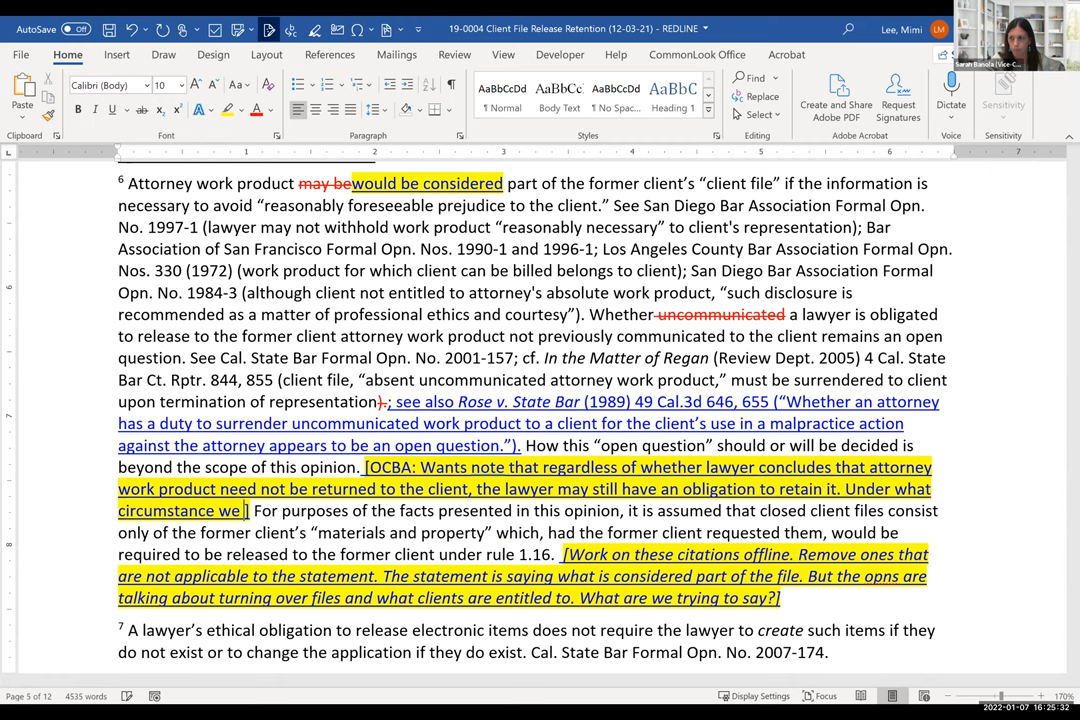 AutoSave Off 19-0004 Client File Release Retention (12-03-21) - REDLINE Lee, Mimi LM
File Home Insert Draw Design Layout References Mailings Review View Developer Help CommonLook Office Acrobat
Sarah Banola (Vice-C...
Paste Calibri (Body) 10 AaBbCcDd AaBbCc AaBbCcDd AaBbC Find Replace Select Create and Share Adobe PDF Request Signatures Dictate Sensitivity
¶ Normal Body Text ¶ No Spac... Heading 1
Clipboard Font Paragraph Styles Editing Adobe Acrobat Voice Sensitivity
1 2 3 4 5 6 7
6 Attorney work product may bewould be considered part of the former client’s “client file” if the information is
necessary to avoid “reasonably foreseeable prejudice to the client.” See San Diego Bar Association Formal Opn.
No. 1997-1 (lawyer may not withhold work product “reasonably necessary” to client's representation); Bar
Association of San Francisco Formal Opn. Nos. 1990-1 and 1996-1; Los Angeles County Bar Association Formal Opn.
Nos. 330 (1972) (work product for which client can be billed belongs to client); San Diego Bar Association Formal
Opn. No. 1984-3 (although client not entitled to attorney's absolute work product, “such disclosure is
recommended as a matter of professional ethics and courtesy”). Whether uncommunicated a lawyer is obligated
to release to the former client attorney work product not previously communicated to the client remains an open
question. See Cal. State Bar Formal Opn. No. 2001-157; cf. In the Matter of Regan (Review Dept. 2005) 4 Cal. State
Bar Ct. Rptr. 844, 855 (client file, “absent uncommunicated attorney work product,” must be surrendered to client
upon termination of representation).; see also Rose v. State Bar (1989) 49 Cal.3d 646, 655 (“Whether an attorney
has a duty to surrender uncommunicated work product to a client for the client’s use in a malpractice action
against the attorney appears to be an open question.”). How this “open question” should or will be decided is
beyond the scope of this opinion. [OCBA: Wants note that regardless of whether lawyer concludes that attorney
work product need not be returned to the client, the lawyer may still have an obligation to retain it. Under what
circumstance we ] For purposes of the facts presented in this opinion, it is assumed that closed client files consist
only of the former client’s “materials and property” which, had the former client requested them, would be
required to be released to the former client under rule 1.16. [Work on these citations offline. Remove ones that
are not applicable to the statement. The statement is saying what is considered part of the file. But the opns are
talking about turning over files and what clients are entitled to. What are we trying to say?]
7 A lawyer’s ethical obligation to release electronic items does not require the lawyer to create such items if they
do not exist or to change the application if they do exist. Cal. State Bar Formal Opn. No. 2007-174.
Page 5 of 12 4535 words Display Settings Focus 170%
2022-01-07 16:25:32